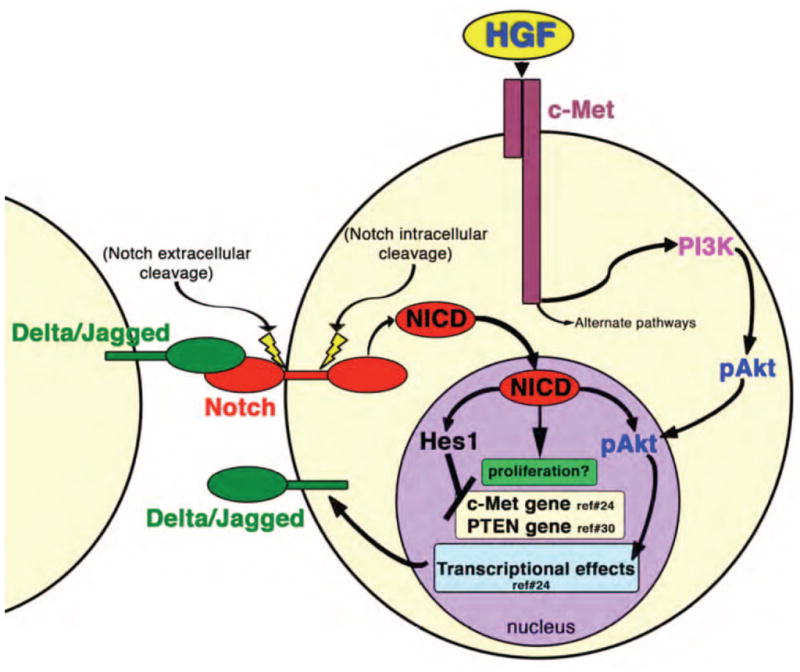 HGF
c-Met
(Notch extracellular
cleavage)
(Notch intracellular
cleavage)
PI3K
Alternate pathways
Delta/Jagged
Notch
NICD
pAkt
NICD
Hes1
pAkt
proliferation?
c-Met gene ref#24
PTEN gene ref#30
Delta/Jagged
Transcriptional effects
ref#24
nucleus